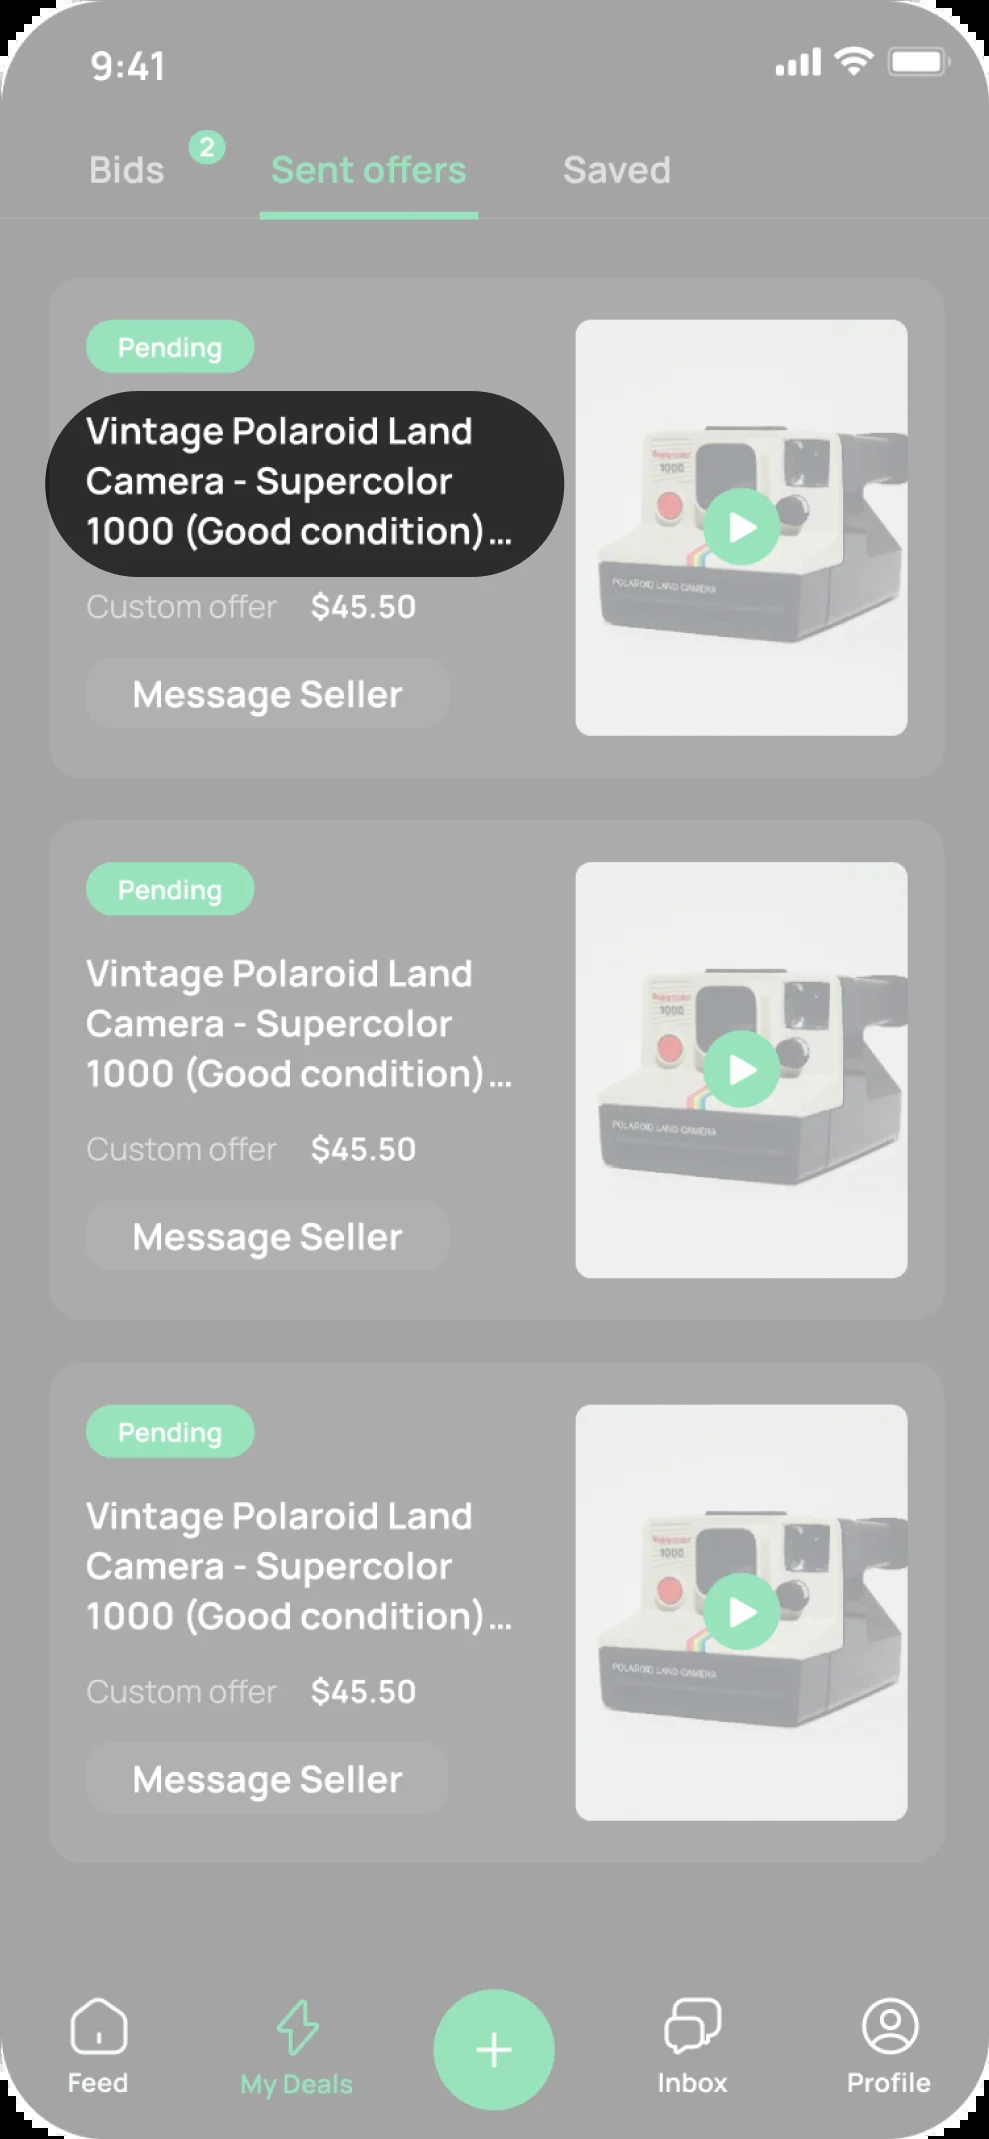 9:41
Bids 2 Sent offers Saved
Pending
Vintage Polaroid Land
Camera - Supercolor
1000 (Good condition)...
Custom offer $45.50
Message Seller
Supercolor
1000
POLAROID LAND CAMERA
Pending
Vintage Polaroid Land
Camera - Supercolor
1000 (Good condition)...
Custom offer $45.50
Message Seller
Supercolor
1000
POLAROID LAND CAMERA
Pending
Vintage Polaroid Land
Camera - Supercolor
1000 (Good condition)...
Custom offer $45.50
Message Seller
Supercolor
1000
POLAROID LAND CAMERA
Feed My Deals Inbox Profile